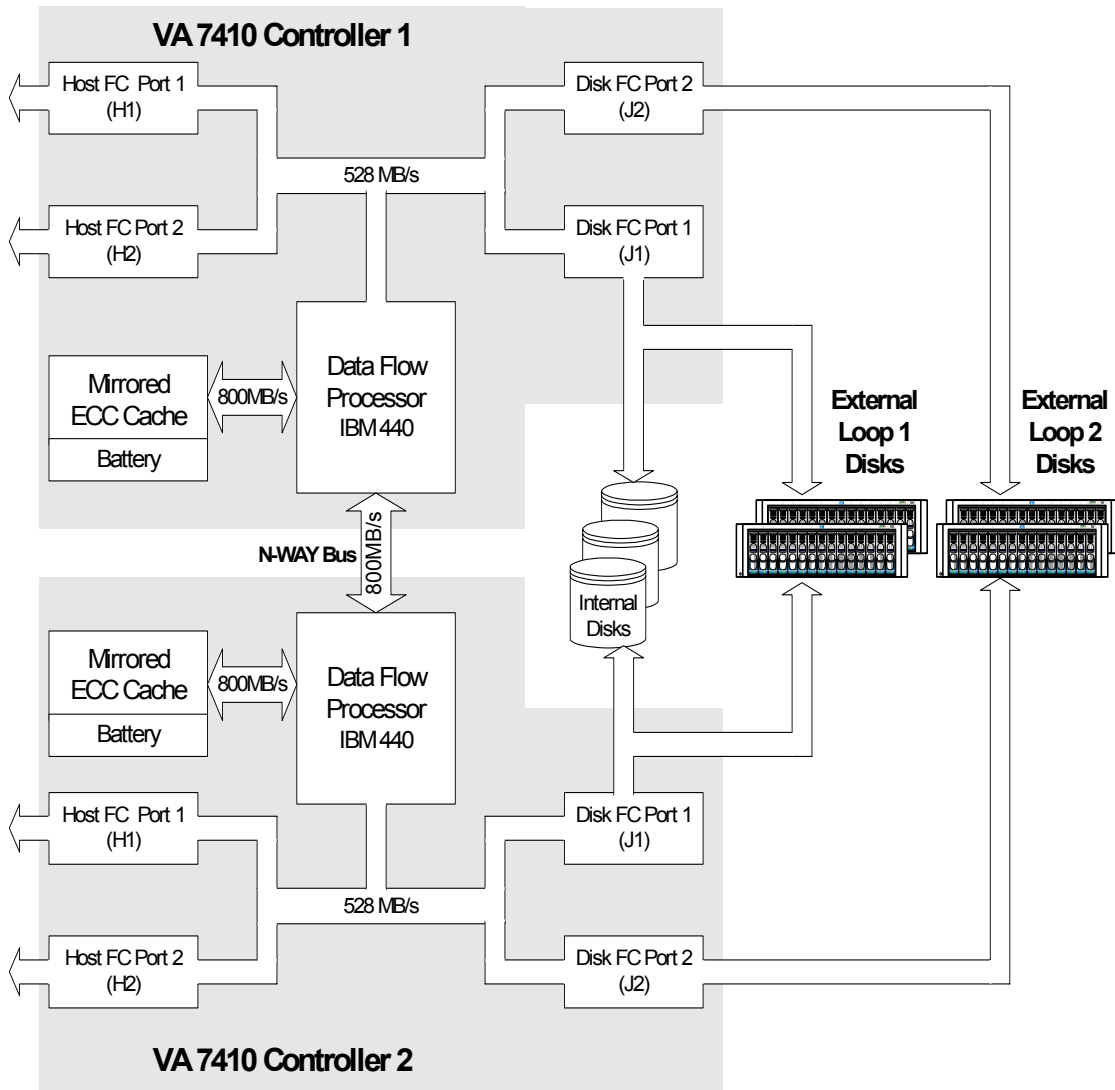 VA 7410 Controller 1
Host FC Port 1
(H1)
Disk FC Port 2
(J2)
528 MB/s
Host FC Port 2
(H2)
Disk FC Port 1
(J1)
Mirrored
ECC Cache
Battery
800MB/s
Data Flow
Processor
IBM 440
External
Loop 1
Disks
External
Loop 2
Disks
N-WAY Bus
800MB/s
Internal
Disks
Mirrored
ECC Cache
Battery
800MB/s
Data Flow
Processor
IBM 440
Host FC Port 1
(H1)
Disk FC Port 1
(J1)
528 MB/s
Host FC Port 2
(H2)
Disk FC Port 2
(J2)
VA 7410 Controller 2